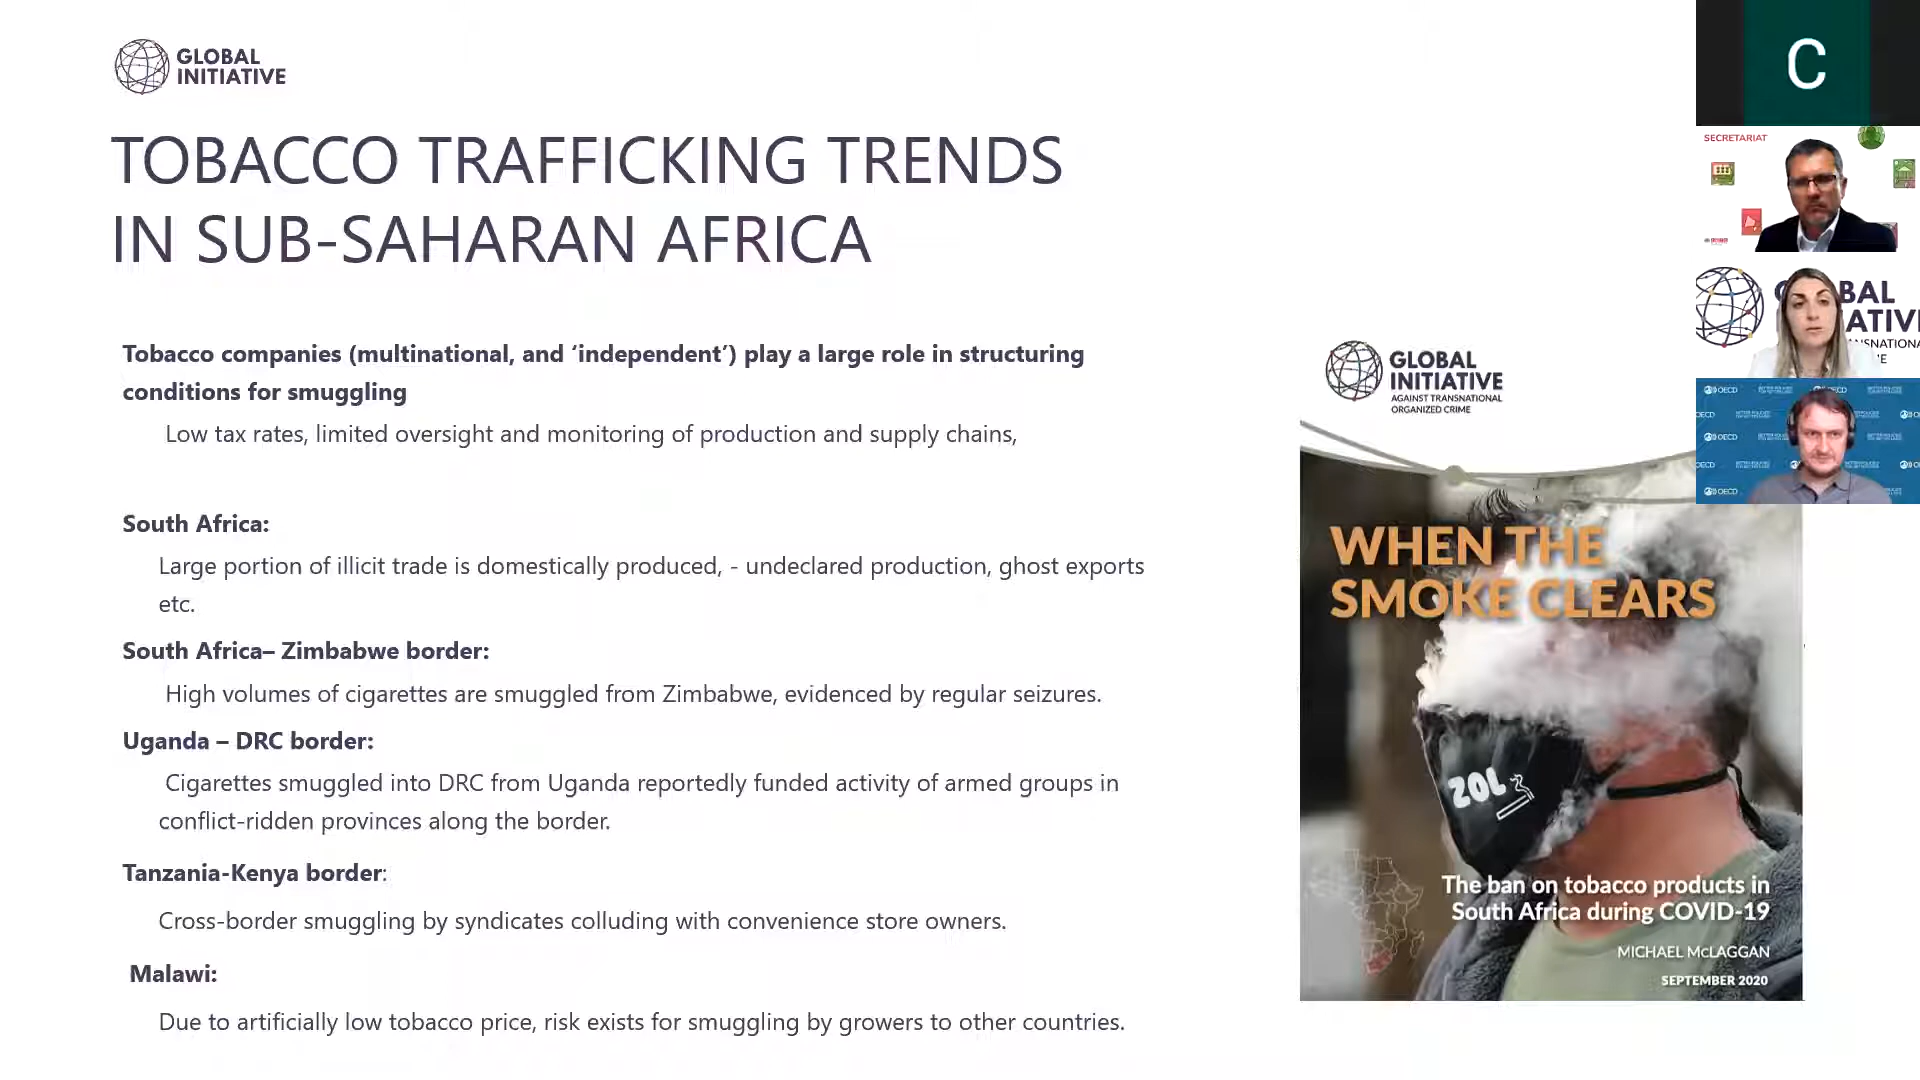 GLOBAL
INITIATIVE
TOBACCO TRAFFICKING TRENDS
IN SUB-SAHARAN AFRICA
Tobacco companies (multinational, and ‘independent’) play a large role in structuring
conditions for smuggling
Low tax rates, limited oversight and monitoring of production and supply chains,
South Africa:
Large portion of illicit trade is domestically produced, - undeclared production, ghost exports
etc.
South Africa– Zimbabwe border:
High volumes of cigarettes are smuggled from Zimbabwe, evidenced by regular seizures.
Uganda – DRC border:
Cigarettes smuggled into DRC from Uganda reportedly funded activity of armed groups in
conflict-ridden provinces along the border.
Tanzania-Kenya border:
Cross-border smuggling by syndicates colluding with convenience store owners.
Malawi:
Due to artificially low tobacco price, risk exists for smuggling by growers to other countries.
GLOBAL
INITIATIVE
AGAINST TRANSNATIONAL
ORGANIZED CRIME
WHEN THE
SMOKE CLEARS
ZOL
The ban on tobacco products in
South Africa during COVID-19
MICHAEL McLAGGAN
SEPTEMBER 2020
C
SECRETARIAT
OECD
OECD
OECD
OECD
OECD